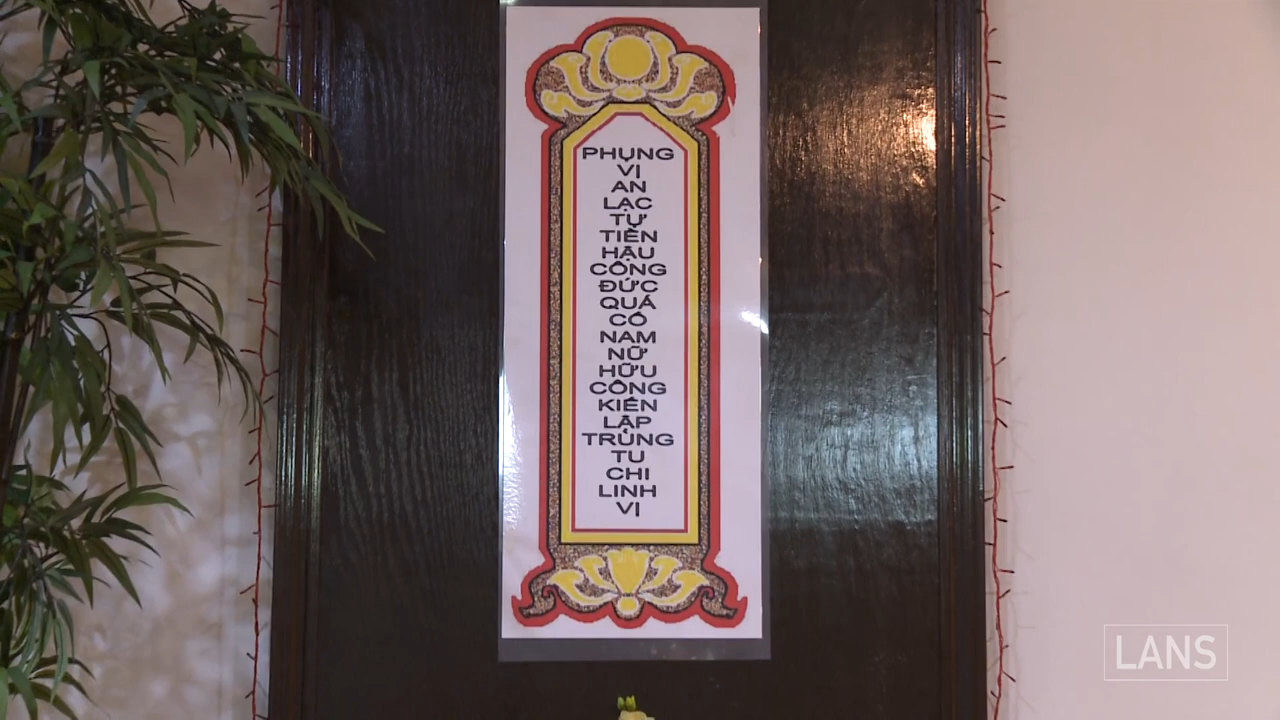 PHỤNG
VỊ
AN
LẠC
TỰ
TIỀN
HẬU
CÔNG
ĐỨC
QUÁ
CỐ
NAM
NỮ
HỮU
CÔNG
KIẾN
LẬP
TRÙNG
TU
CHI
LINH
VỊ
LANS